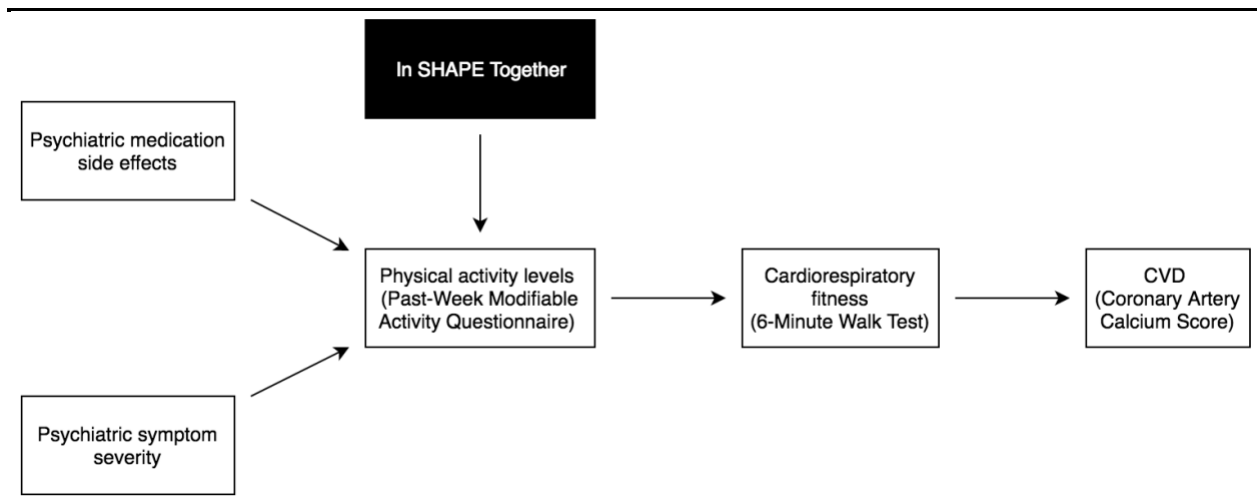 In SHAPE Together
Psychiatric medication
side effects
Physical activity levels
(Past-Week Modifiable
Activity Questionnaire)
Cardiorespiratory
fitness
(6-Minute Walk Test)
CVD
(Coronary Artery
Calcium Score)
Psychiatric symptom
severity